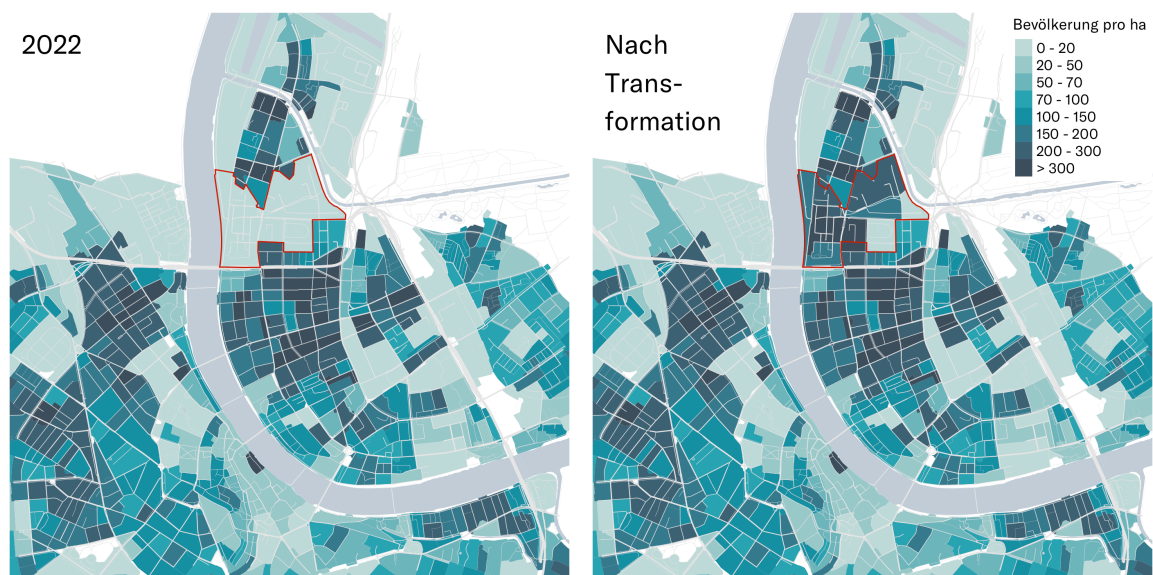 2022
Nach
Trans-
formation
Bevölkerung pro ha
0 - 20
20 - 50
50 - 70
70 - 100
100 - 150
150 - 200
200 - 300
> 300